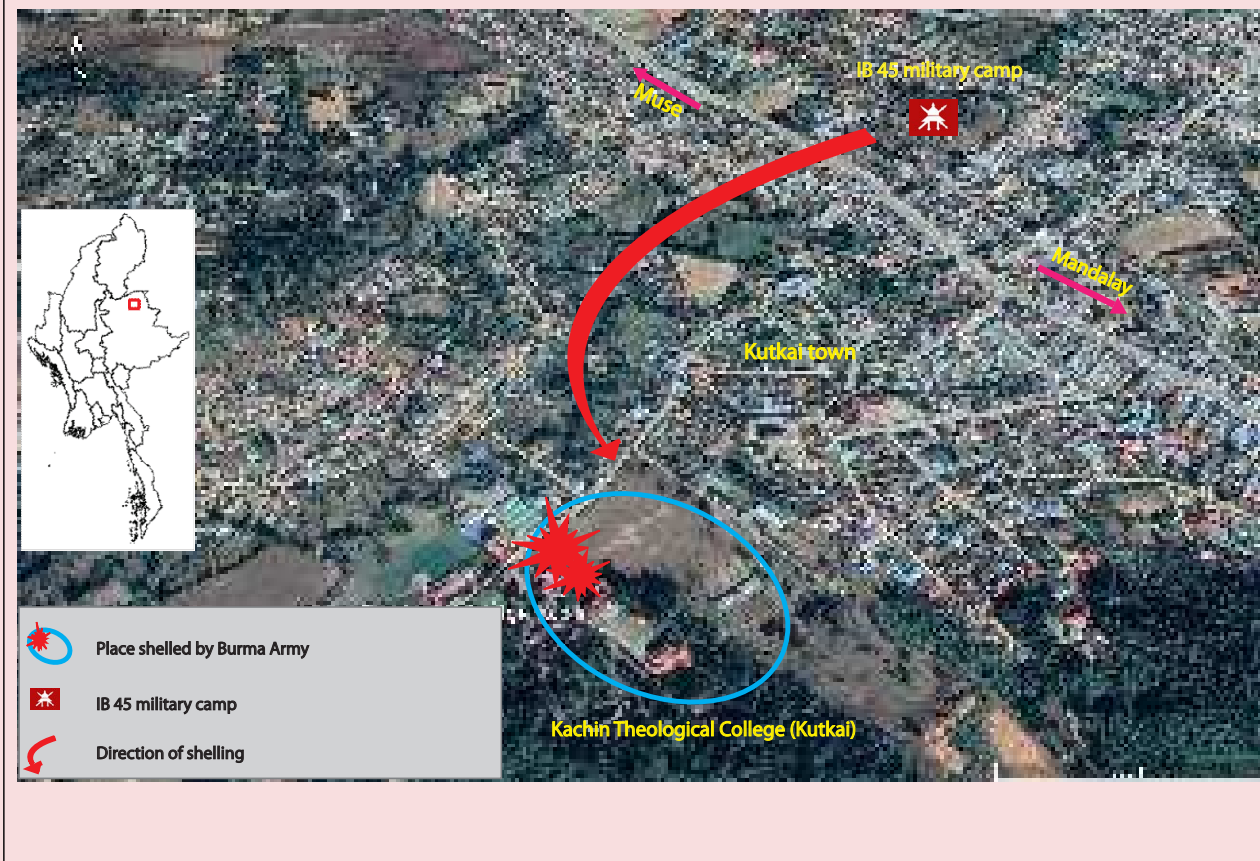 IB 45 military camp
Muse
Mandalay
Kutkai town
Place shelled by Burma Army
IB 45 military camp
Direction of shelling
Kachin Theological College (Kutkai)